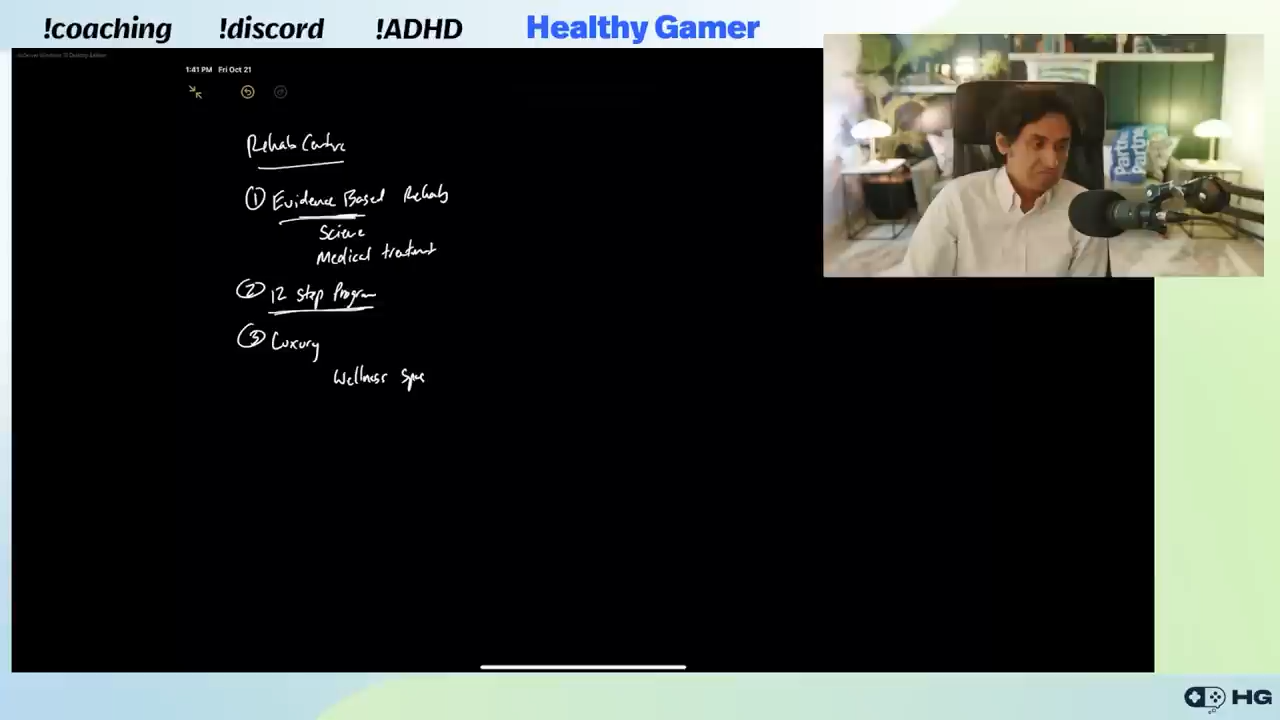 !coaching !discord !ADHD Healthy Gamer
1:41 PM Fri Oct 21
Rehab Centre
① Evidence Based Rehab
Science
Medical treatment
② 12 Step Program
③ Luxury
Wellness Spa
HG